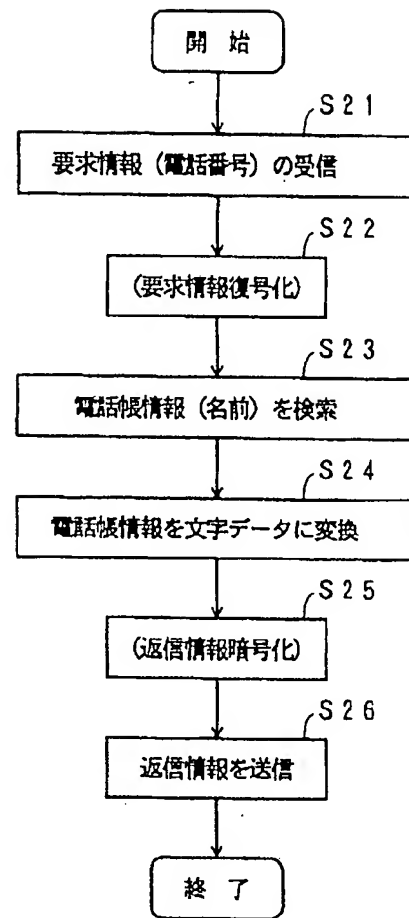 開 始
S21
要求情報（電話番号）の受信
S22
（要求情報復号化）
S23
電話帳情報（名前）を検索
S24
電話帳情報を文字データに変換
S25
（返信情報暗号化）
S26
返信情報を送信
終 了